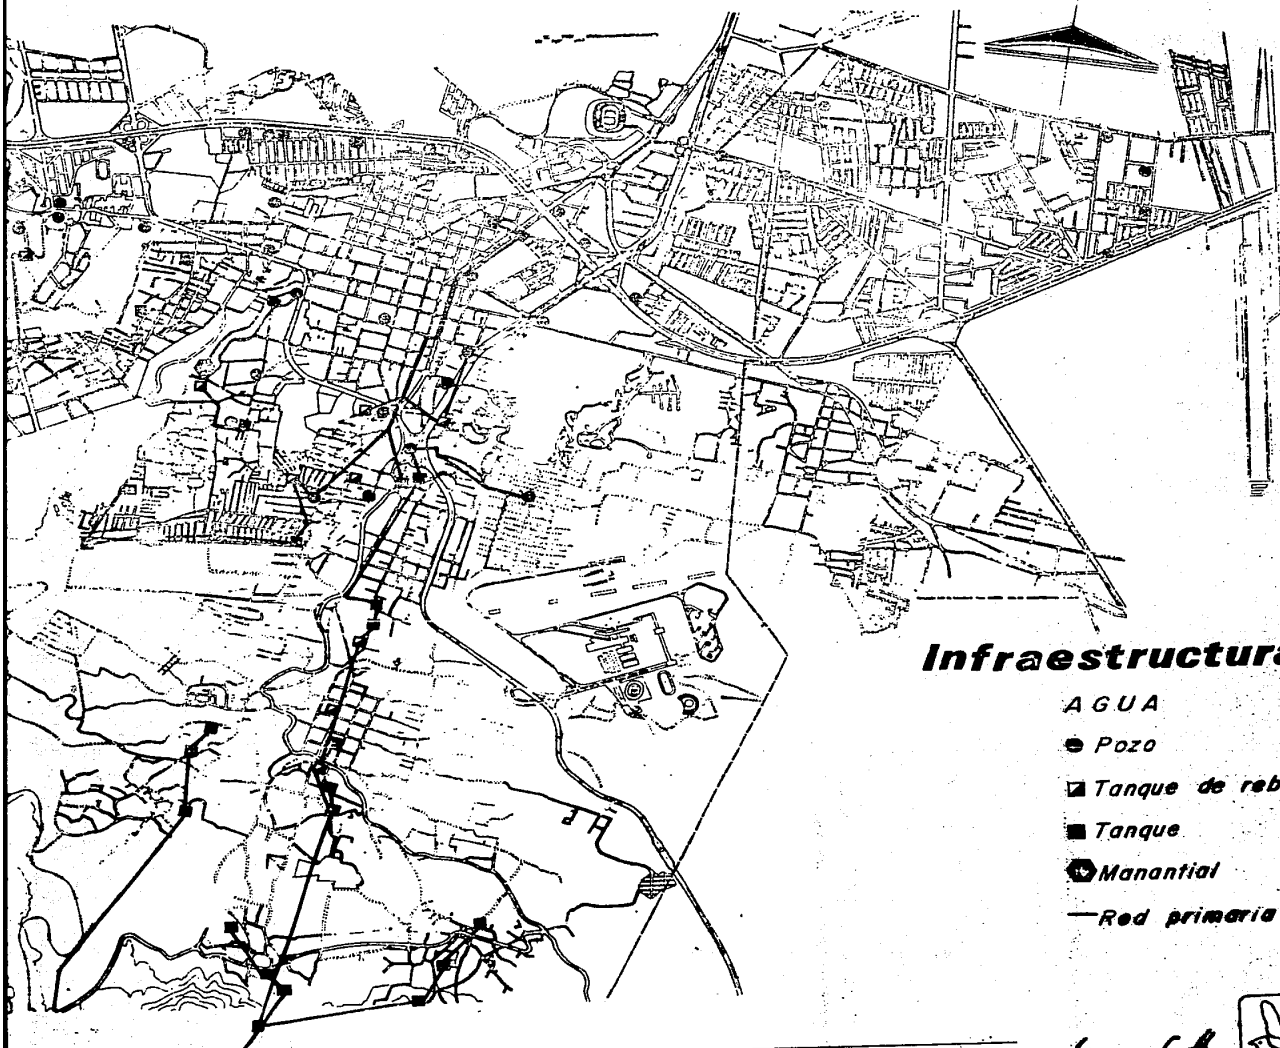 Infraestructura
AGUA
Pozo
Tanque de reb
Tanque
Manantial
Red primaria